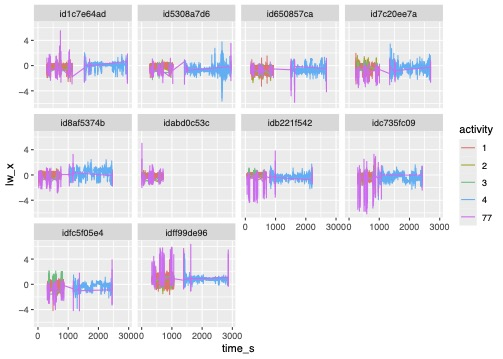 id1c7e64ad id5308a7d6 id650857ca id7c20ee7a
4
0
−4
id8af5374b idabd0c53c idb221f542 idc735fc09
4
0
−4
idfc5f05e4 idff99de96
4
0
−4
0 1000 2000 3000 0 1000 2000 3000
0 1000 2000 3000 0 1000 2000 3000
time_s
lw_x
activity
1
2
3
4
77